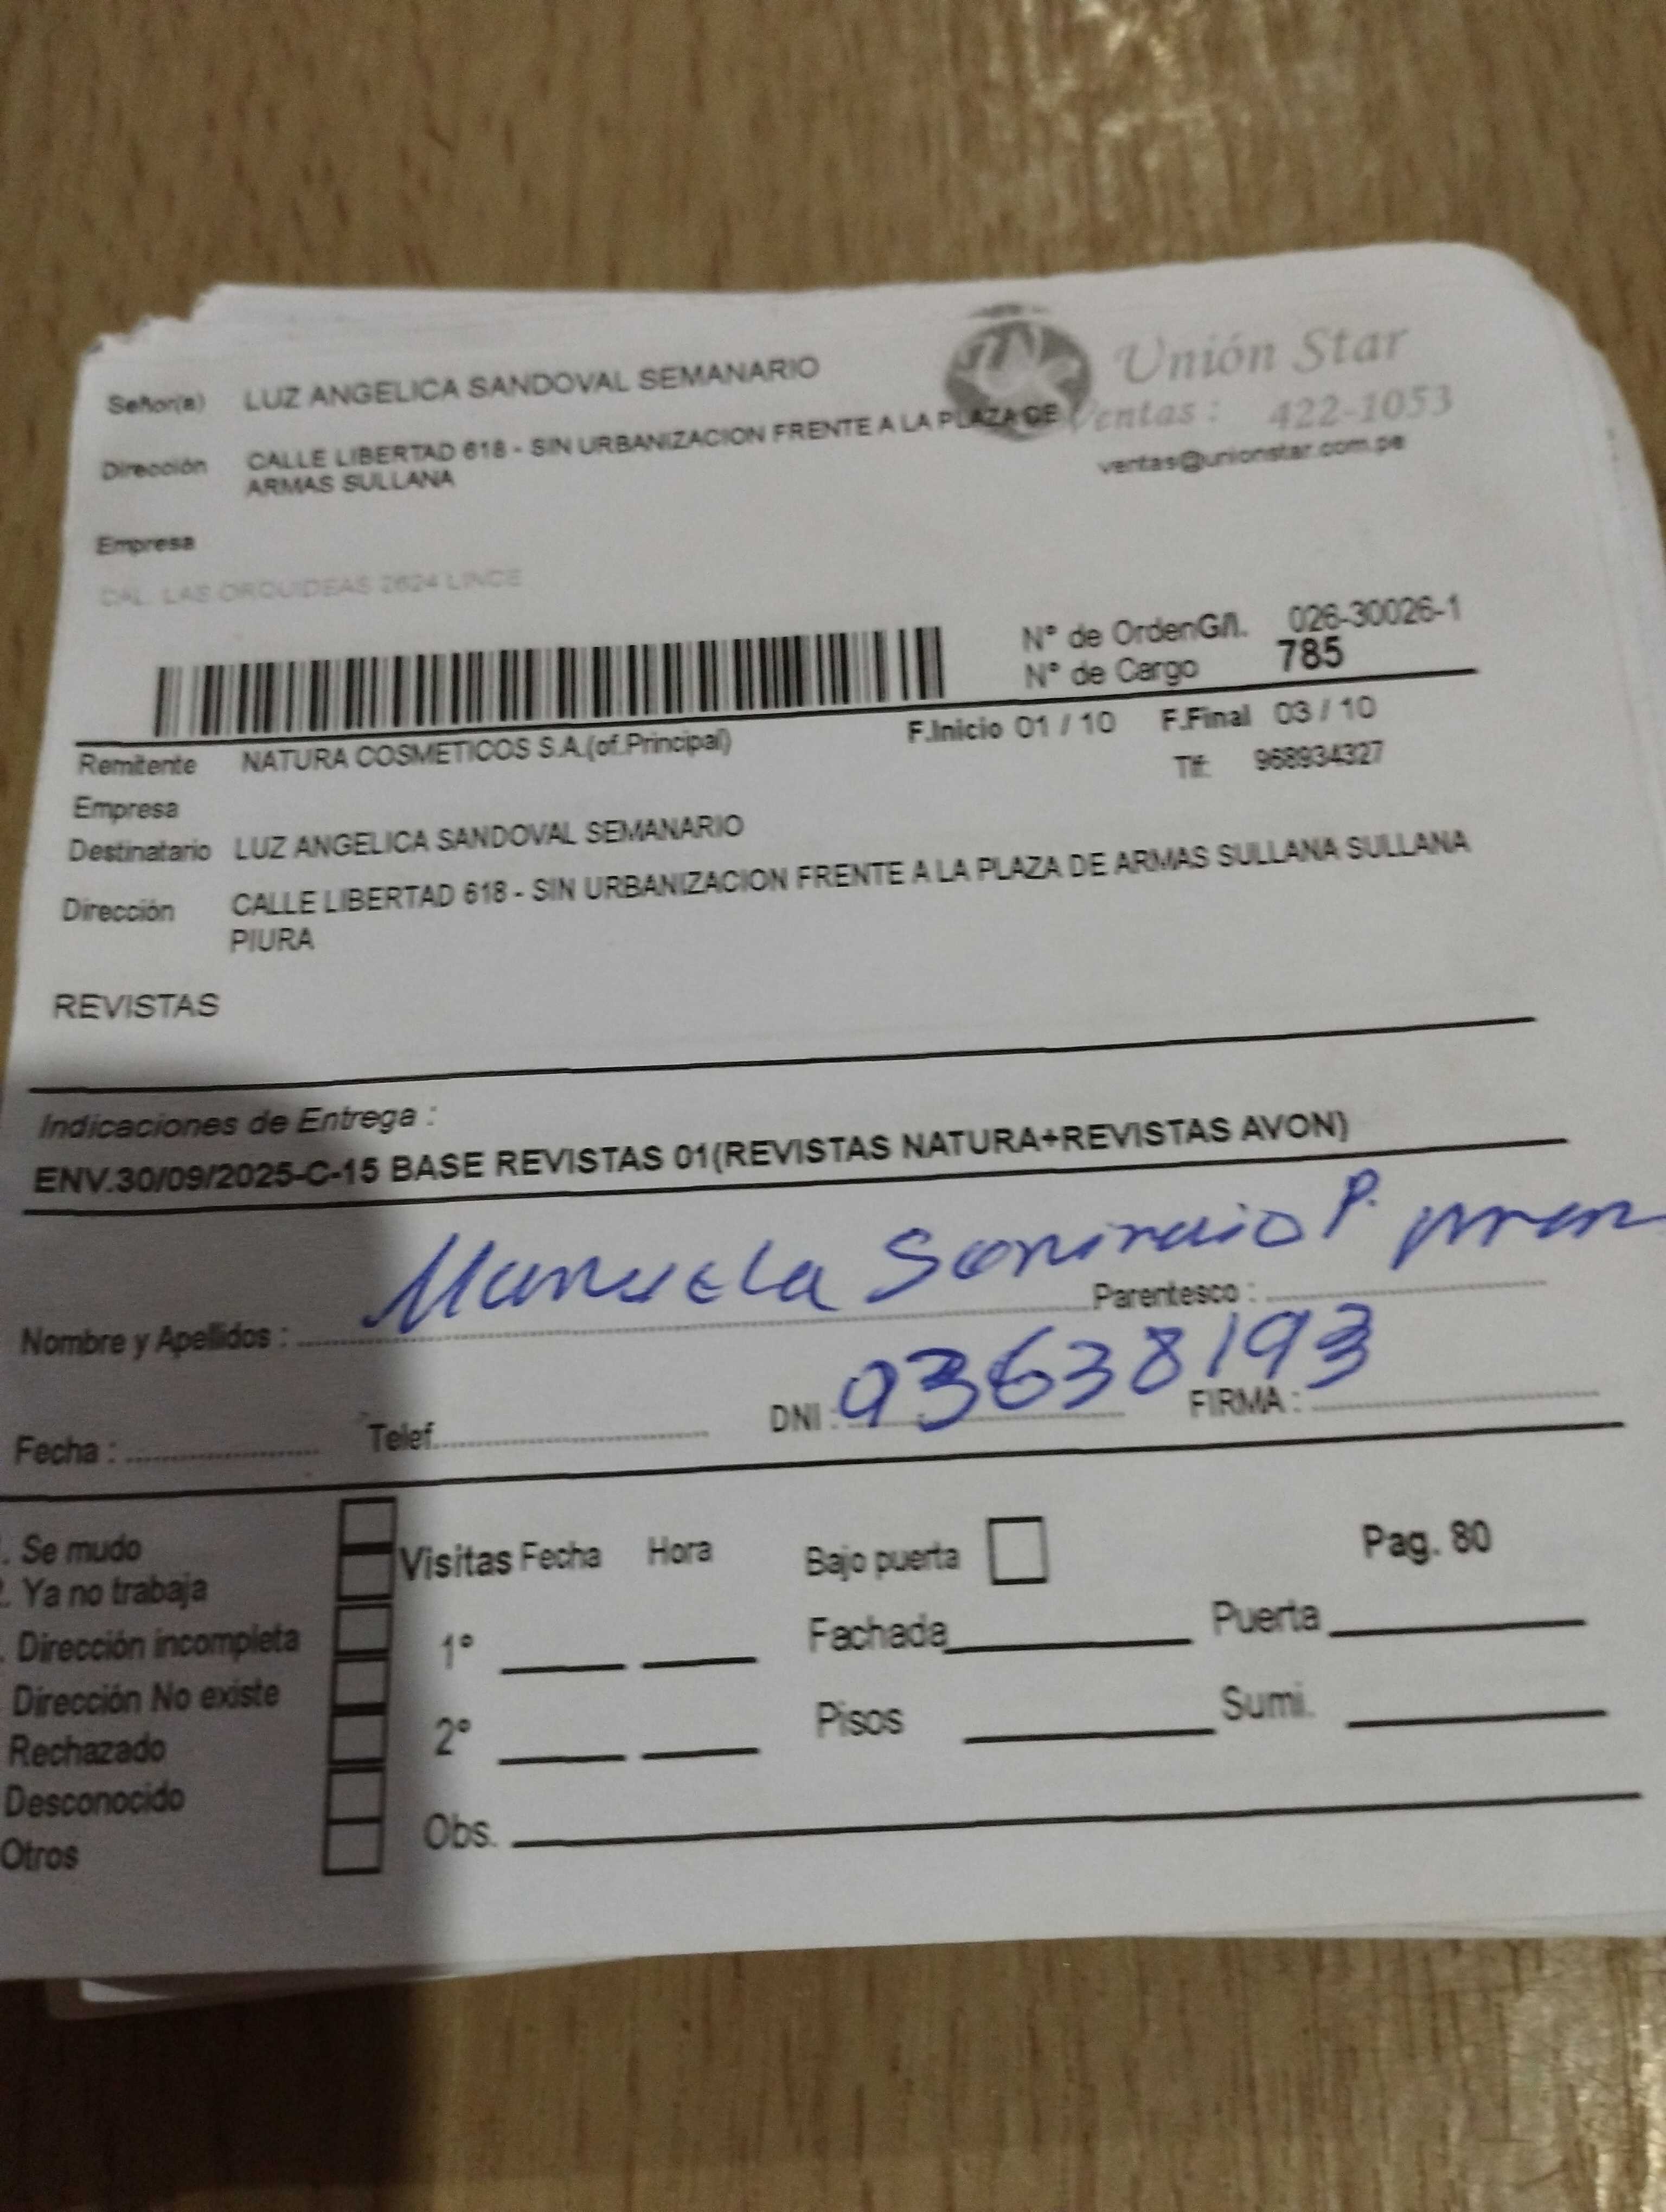 Unión Star
Señor(a) LUZ ANGELICA SANDOVAL SEMANARIO
Ventas : 422-1053
Dirección CALLE LIBERTAD 618 - SIN URBANIZACION FRENTE A LA PLAZA DE
ARMAS SULLANA
ventas@unionstar.com.pe
Empresa
CAL. LAS ORQUIDEAS 2624 LINCE
N° de OrdenG/l. 026-30026-1
N° de Cargo 785
F.Inicio 01 / 10 F.Final 03 / 10
Remitente NATURA COSMETICOS S.A.(of.Principal)
Tlf: 968934327
Empresa
Destinatario LUZ ANGELICA SANDOVAL SEMANARIO
Dirección CALLE LIBERTAD 618 - SIN URBANIZACION FRENTE A LA PLAZA DE ARMAS SULLANA SULLANA
PIURA
REVISTAS
Indicaciones de Entrega :
ENV.30/09/2025-C-15 BASE REVISTAS 01(REVISTAS NATURA+REVISTAS AVON)
Nombre y Apellidos : Manuela P. Parentesco :
Fecha : Telef. DNI : 03638193 FIRMA :
. Se mudo
. Ya no trabaja
. Dirección incompleta
Dirección No existe
Rechazado
Desconocido
Otros
Visitas Fecha Hora Bajo puerta Pag. 80
1° Fachada Puerta
2° Pisos Sumi.
Obs.